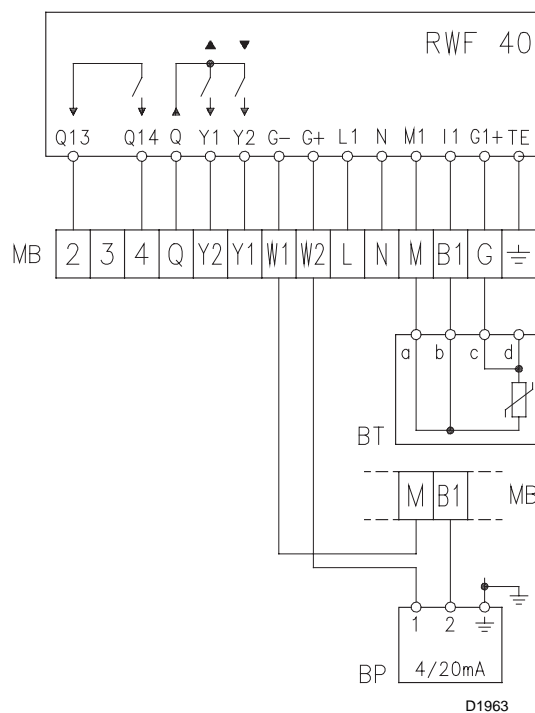 RWF 40
Q13 Q14 Q Y1 Y2 G- G+ L1 N M1 I1 G1+ TE
MB 2 3 4 Q Y2 Y1 W1 W2 L N M B1 G
a b c d
BT
M B1 MB
1 2
BP 4/20mA
D1963